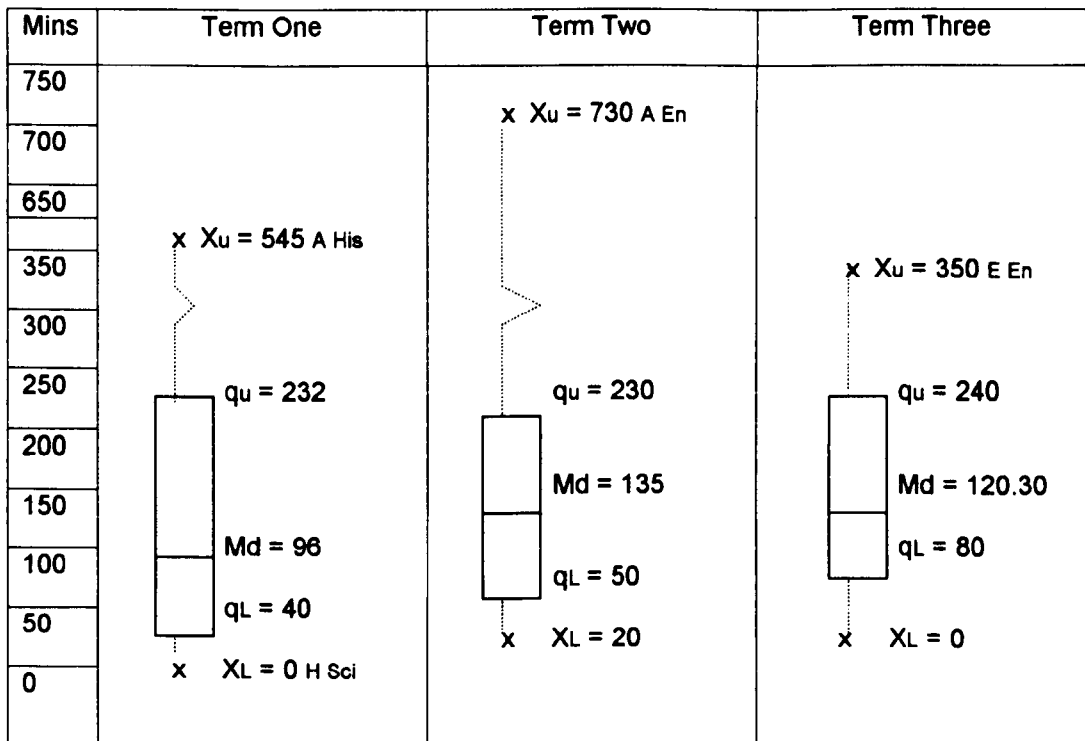 Mins Term One Term Two Term Three
750
x Xu = 730 A En
700
650
x Xu = 545 A His
350 x Xu = 350 E En
300
250 qu = 232 qu = 230 qu = 240
200
150 Md = 135 Md = 120.30
100 Md = 96 qL = 50 qL = 80
50 qL = 40
x XL = 20 x XL = 0
0 x XL = 0 H Sci